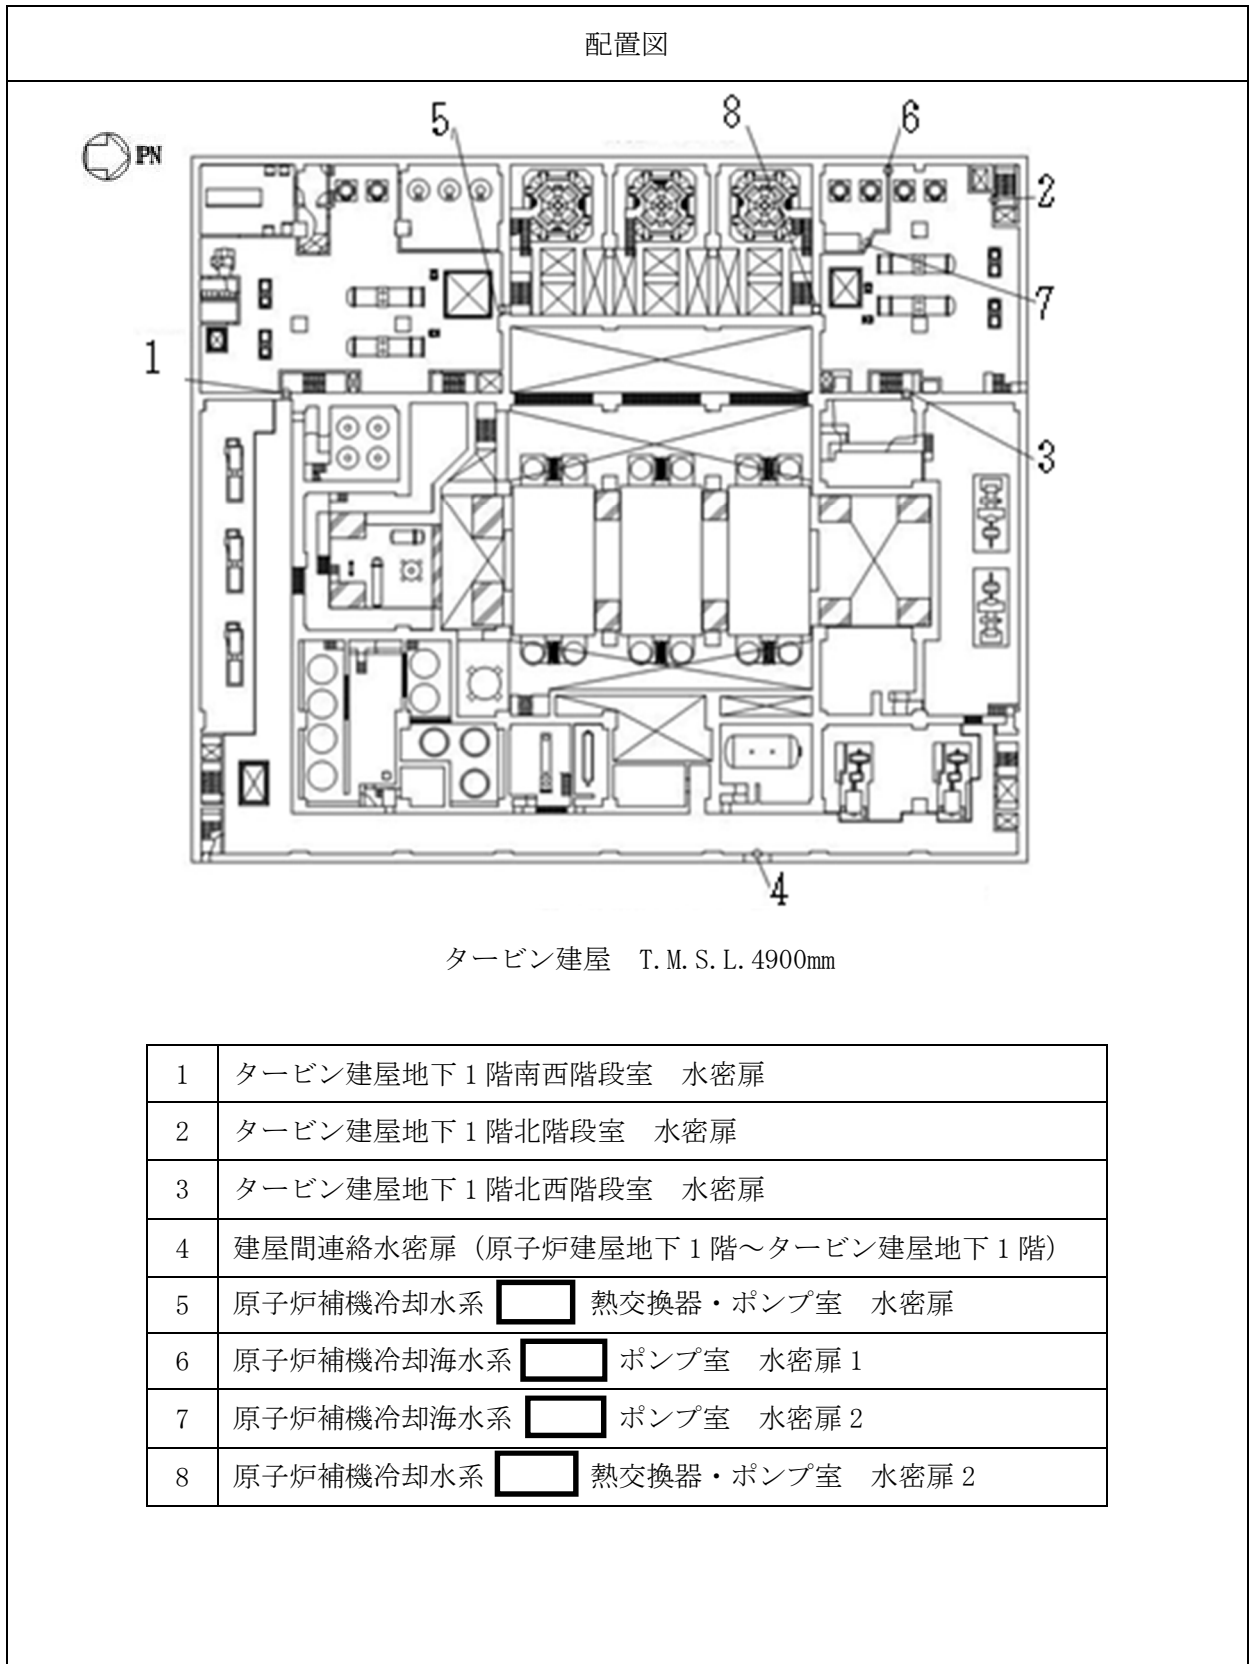 配置図
5
8
6
PN
2
7
1
3
4
タービン建屋　T.M.S.L.4900mm
1 タービン建屋地下1階南西階段室　水密扉
2 タービン建屋地下1階北階段室　水密扉
3 タービン建屋地下1階北西階段室　水密扉
4 建屋間連絡水密扉（原子炉建屋地下1階～タービン建屋地下1階）
5 原子炉補機冷却水系 熱交換器・ポンプ室　水密扉
6 原子炉補機冷却海水系 ポンプ室　水密扉1
7 原子炉補機冷却海水系 ポンプ室　水密扉2
8 原子炉補機冷却水系 熱交換器・ポンプ室　水密扉2